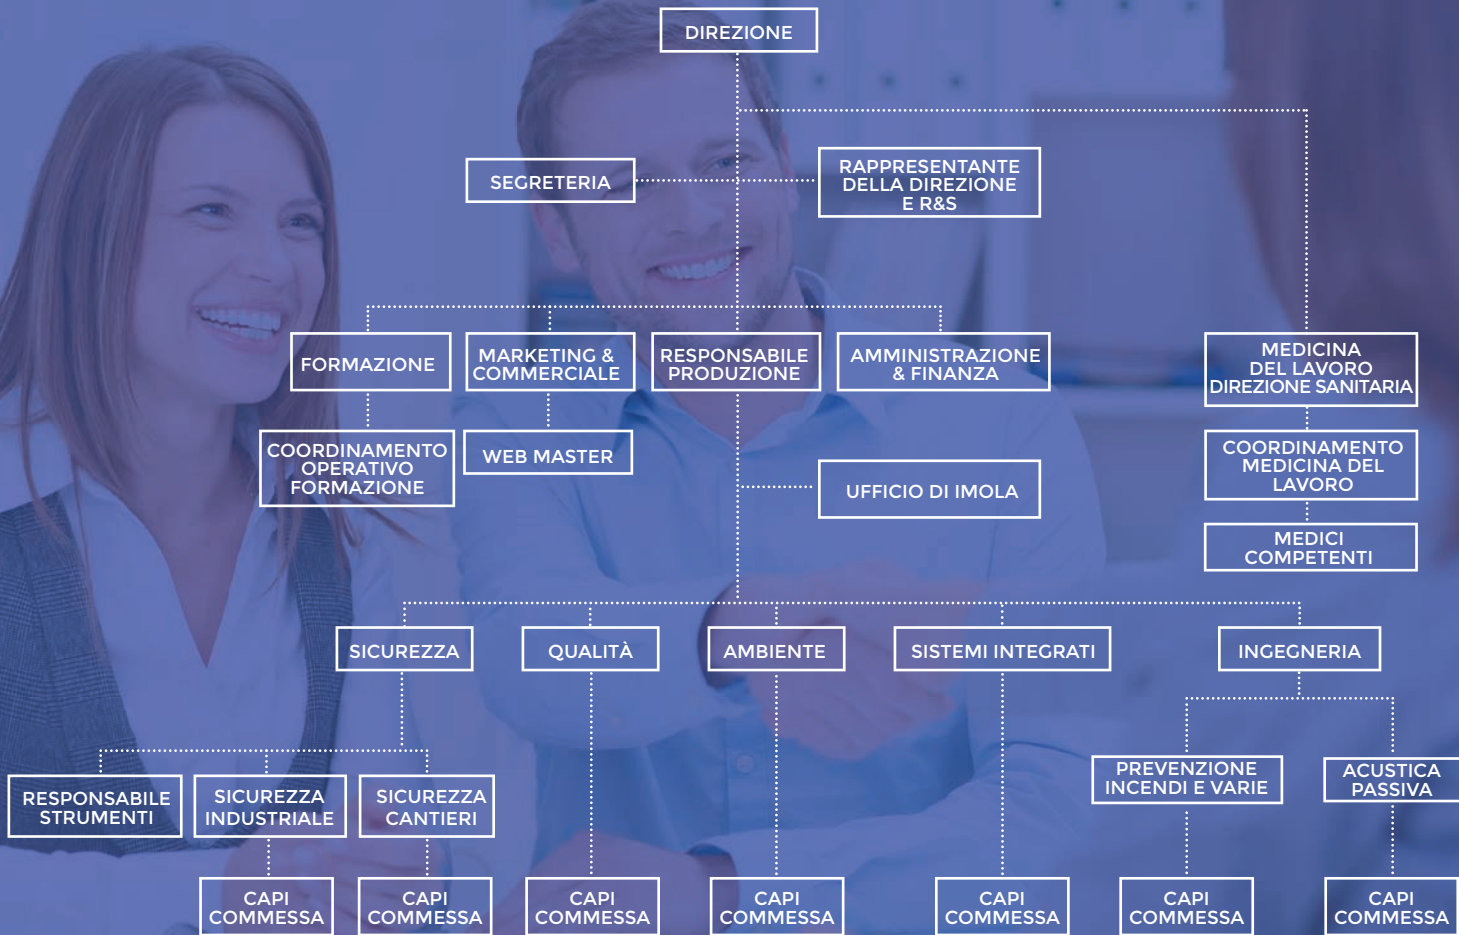 DIREZIONE
SEGRETERIA
RAPPRESENTANTE
DELLA DIREZIONE
E R&S
FORMAZIONE
MARKETING &
COMMERCIALE
RESPONSABILE
PRODUZIONE
AMMINISTRAZIONE
& FINANZA
MEDICINA
DEL LAVORO
DIREZIONE SANITARIA
COORDINAMENTO
OPERATIVO
FORMAZIONE
WEB MASTER
UFFICIO DI IMOLA
COORDINAMENTO
MEDICINA DEL
LAVORO
MEDICI
COMPETENTI
SICUREZZA
QUALITÀ
AMBIENTE
SISTEMI INTEGRATI
INGEGNERIA
RESPONSABILE
STRUMENTI
SICUREZZA
INDUSTRIALE
SICUREZZA
CANTIERI
PREVENZIONE
INCENDI E VARIE
ACUSTICA
PASSIVA
CAPI
COMMESSA
CAPI
COMMESSA
CAPI
COMMESSA
CAPI
COMMESSA
CAPI
COMMESSA
CAPI
COMMESSA
CAPI
COMMESSA